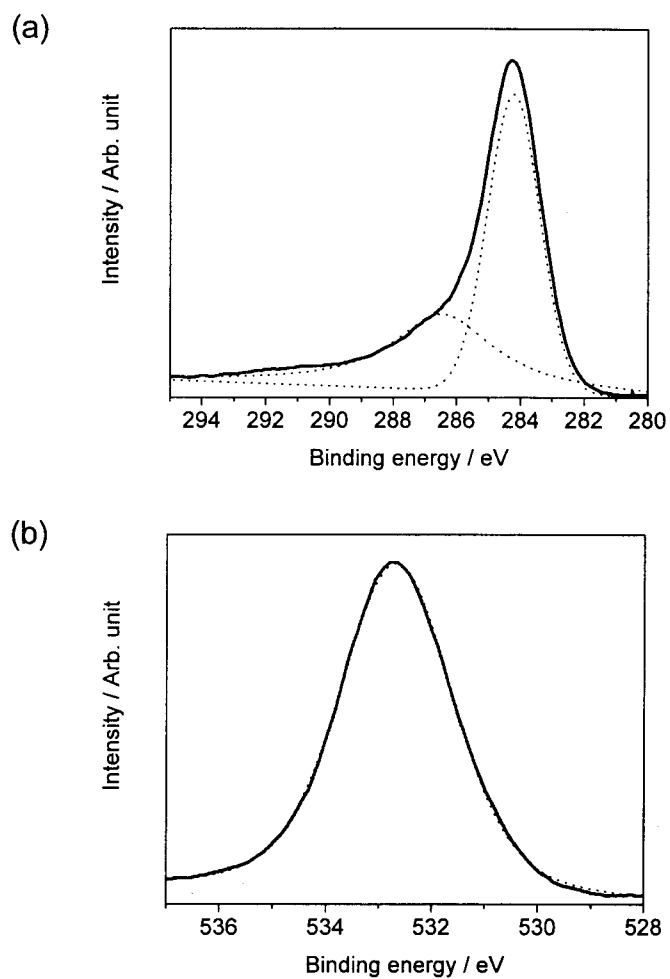 (a)
Intensity / Arb. unit
294 292 290 288 286 284 282 280
Binding energy / eV
(b)
Intensity / Arb. unit
536 534 532 530 528
Binding energy / eV